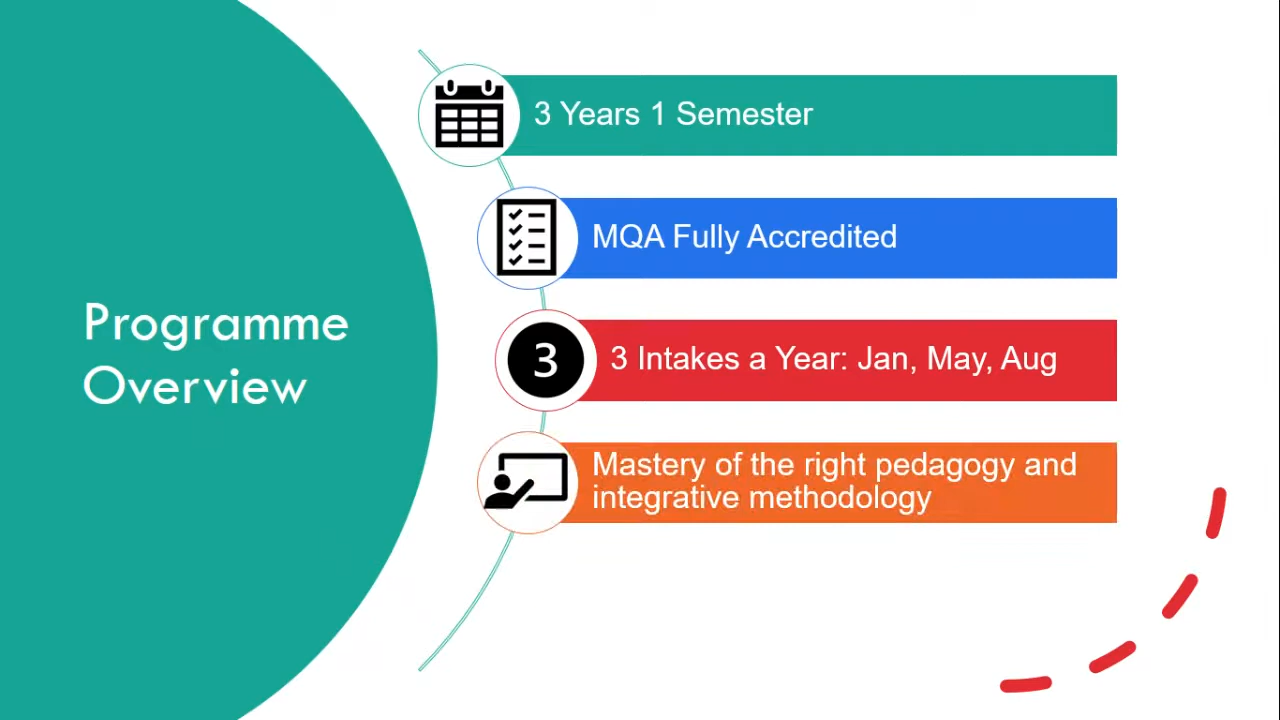 Programme
Overview
3 Years 1 Semester
MQA Fully Accredited
3
3 Intakes a Year: Jan, May, Aug
Mastery of the right pedagogy and
integrative methodology